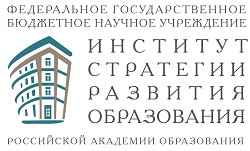 ФЕДЕРАЛЬНОЕ ГОСУДАРСТВЕННОЕ
БЮДЖЕТНОЕ НАУЧНОЕ УЧРЕЖДЕНИЕ
ИНСТИТУТ
СТРАТЕГИИ
РАЗВИТИЯ
ОБРАЗОВАНИЯ
РОССИЙСКОЙ АКАДЕМИИ ОБРАЗОВАНИЯ